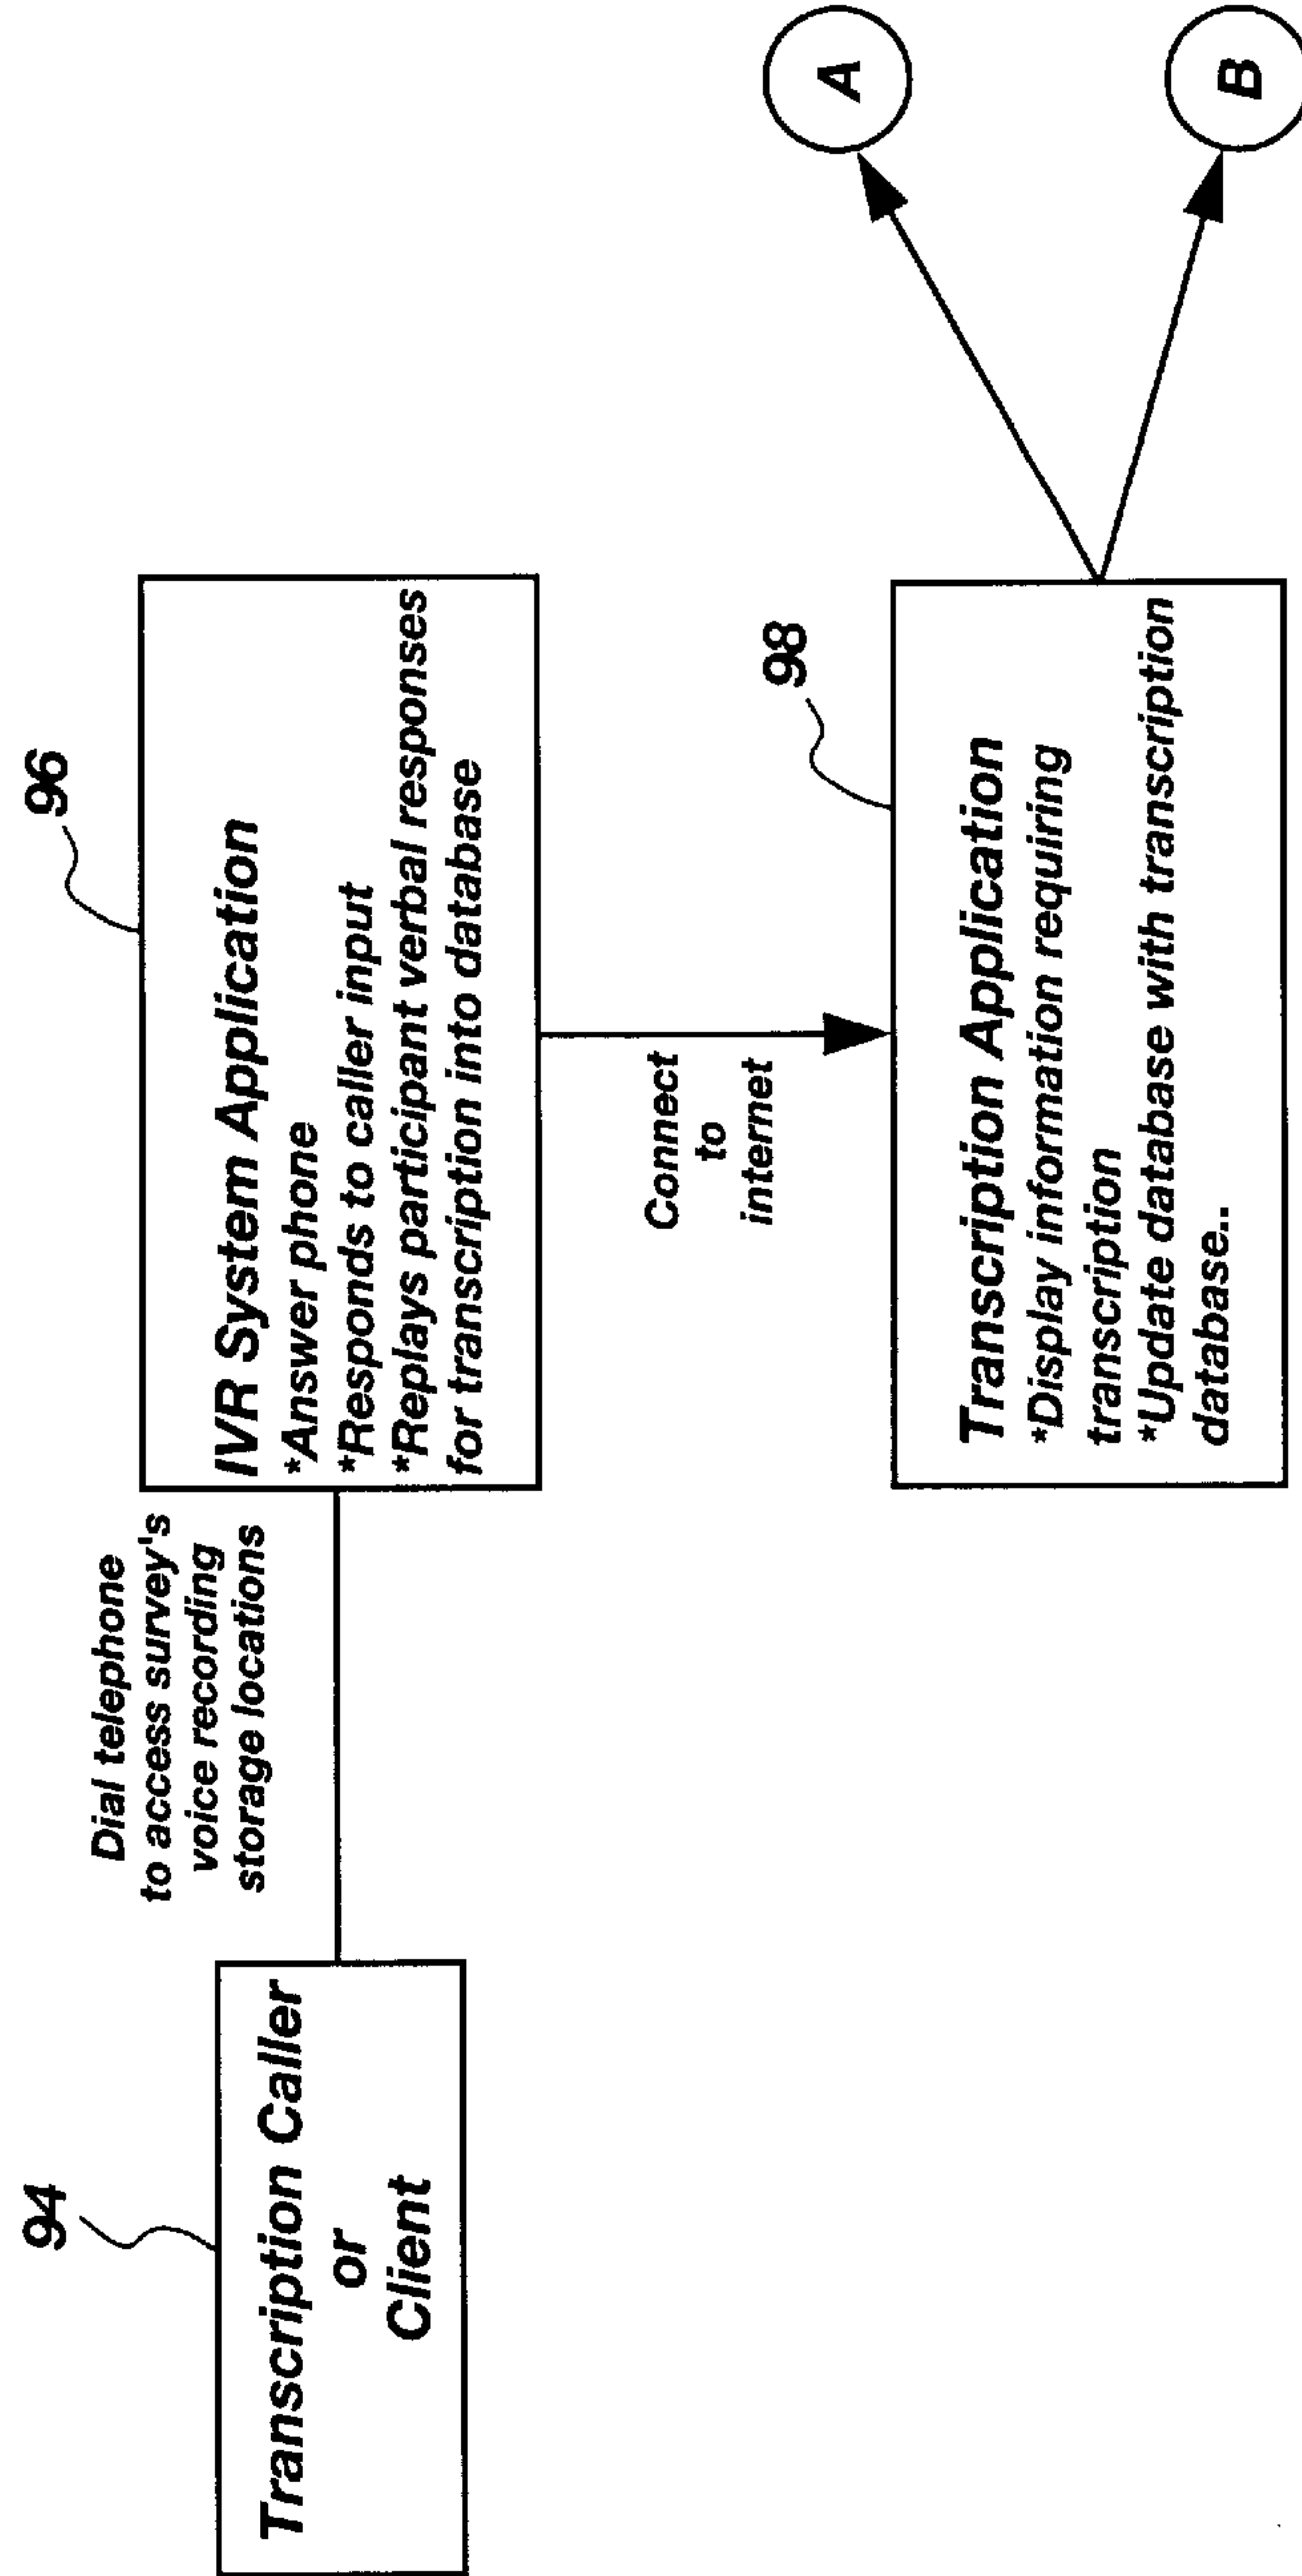 94
Transcription Caller
or
Client
Dial telephone
to access survey's
voice recording
storage locations
96
IVR System Application
*Answer phone
*Responds to caller input
*Replays participant verbal responses
for transcription into database
Connect
to
internet
98
Transcription Application
*Display information requiring
transcription
*Update database with transcription
database..
A
B